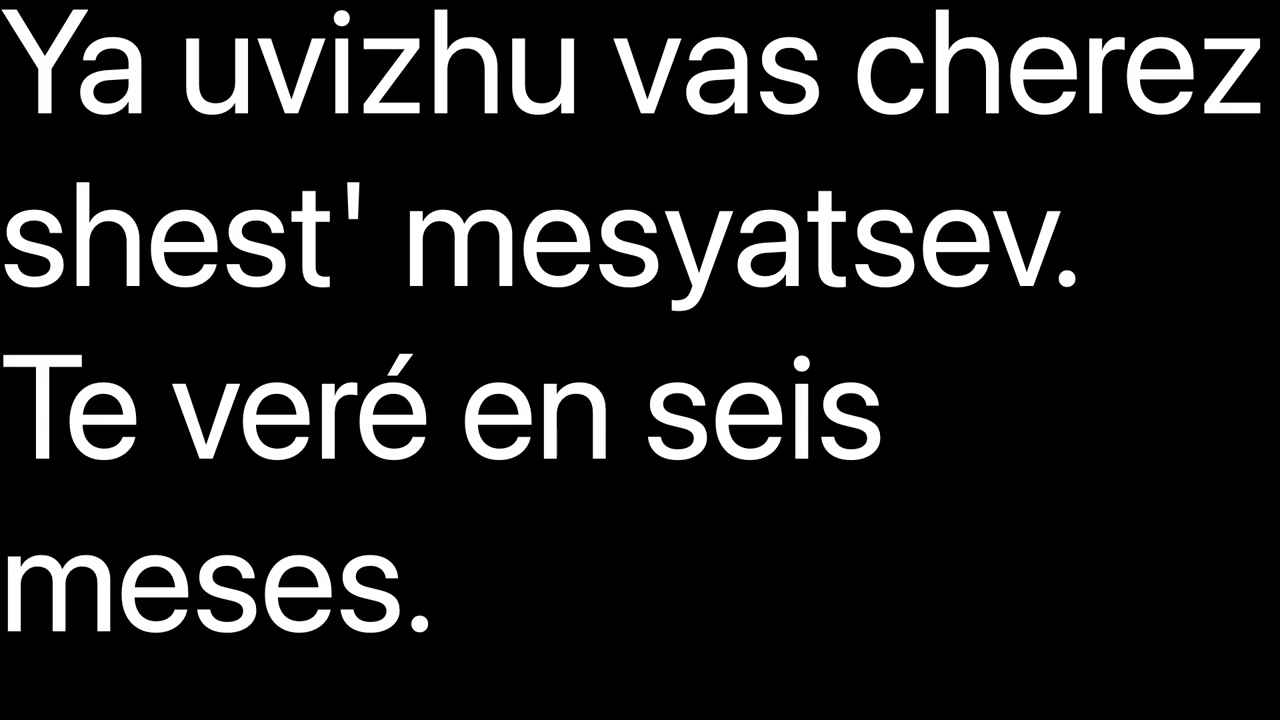 Ya uvizhu vas cherez
shest' mesyatsev.
Te veré en seis
meses.